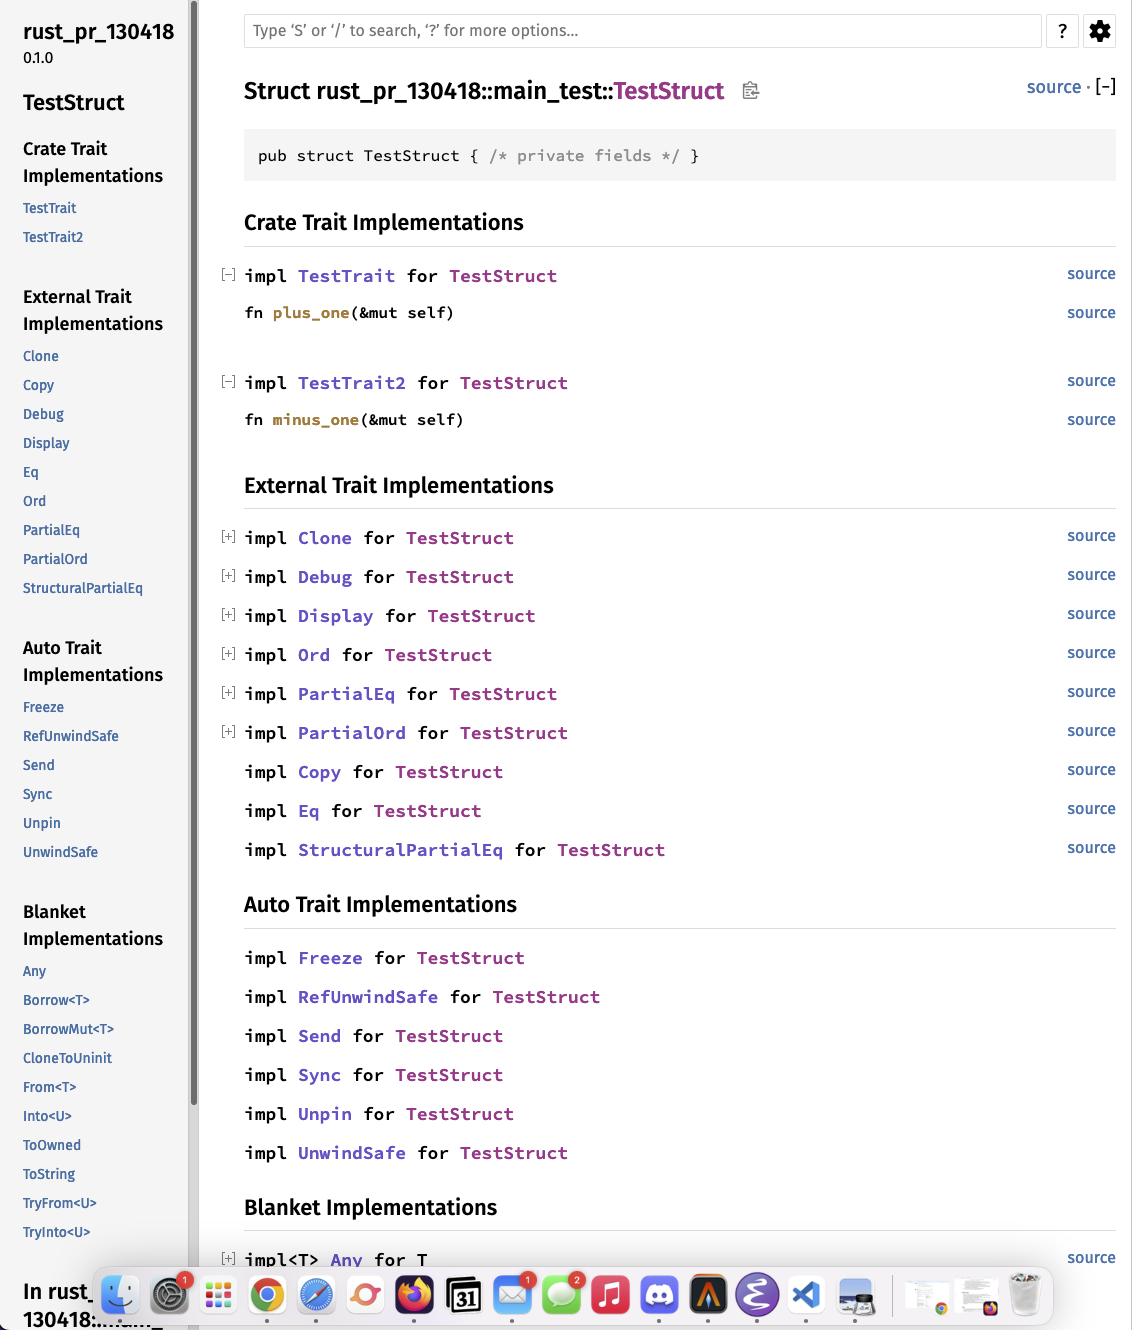 rust_pr_130418
0.1.0
TestStruct
Crate Trait
Implementations
TestTrait
TestTrait2
External Trait
Implementations
Clone
Copy
Debug
Display
Eq
Ord
PartialEq
PartialOrd
StructuralPartialEq
Auto Trait
Implementations
Freeze
RefUnwindSafe
Send
Sync
Unpin
UnwindSafe
Blanket
Implementations
Any
Borrow<T>
BorrowMut<T>
CloneToUninit
From<T>
Into<U>
ToOwned
ToString
TryFrom<U>
TryInto<U>
In rust_
130418::main_
Type ‘S’ or ‘/’ to search, ‘?’ for more options…
?
Struct rust_pr_130418::main_test::TestStruct
source · [−]
pub struct TestStruct { /* private fields */ }
Crate Trait Implementations
[−] impl TestTrait for TestStruct source
fn plus_one(&mut self) source
[−] impl TestTrait2 for TestStruct source
fn minus_one(&mut self) source
External Trait Implementations
[+] impl Clone for TestStruct source
[+] impl Debug for TestStruct source
[+] impl Display for TestStruct source
[+] impl Ord for TestStruct source
[+] impl PartialEq for TestStruct source
[+] impl PartialOrd for TestStruct source
impl Copy for TestStruct source
impl Eq for TestStruct source
impl StructuralPartialEq for TestStruct source
Auto Trait Implementations
impl Freeze for TestStruct
impl RefUnwindSafe for TestStruct
impl Send for TestStruct
impl Sync for TestStruct
impl Unpin for TestStruct
impl UnwindSafe for TestStruct
Blanket Implementations
[+] impl<T> Any for T source
1
31
1
2